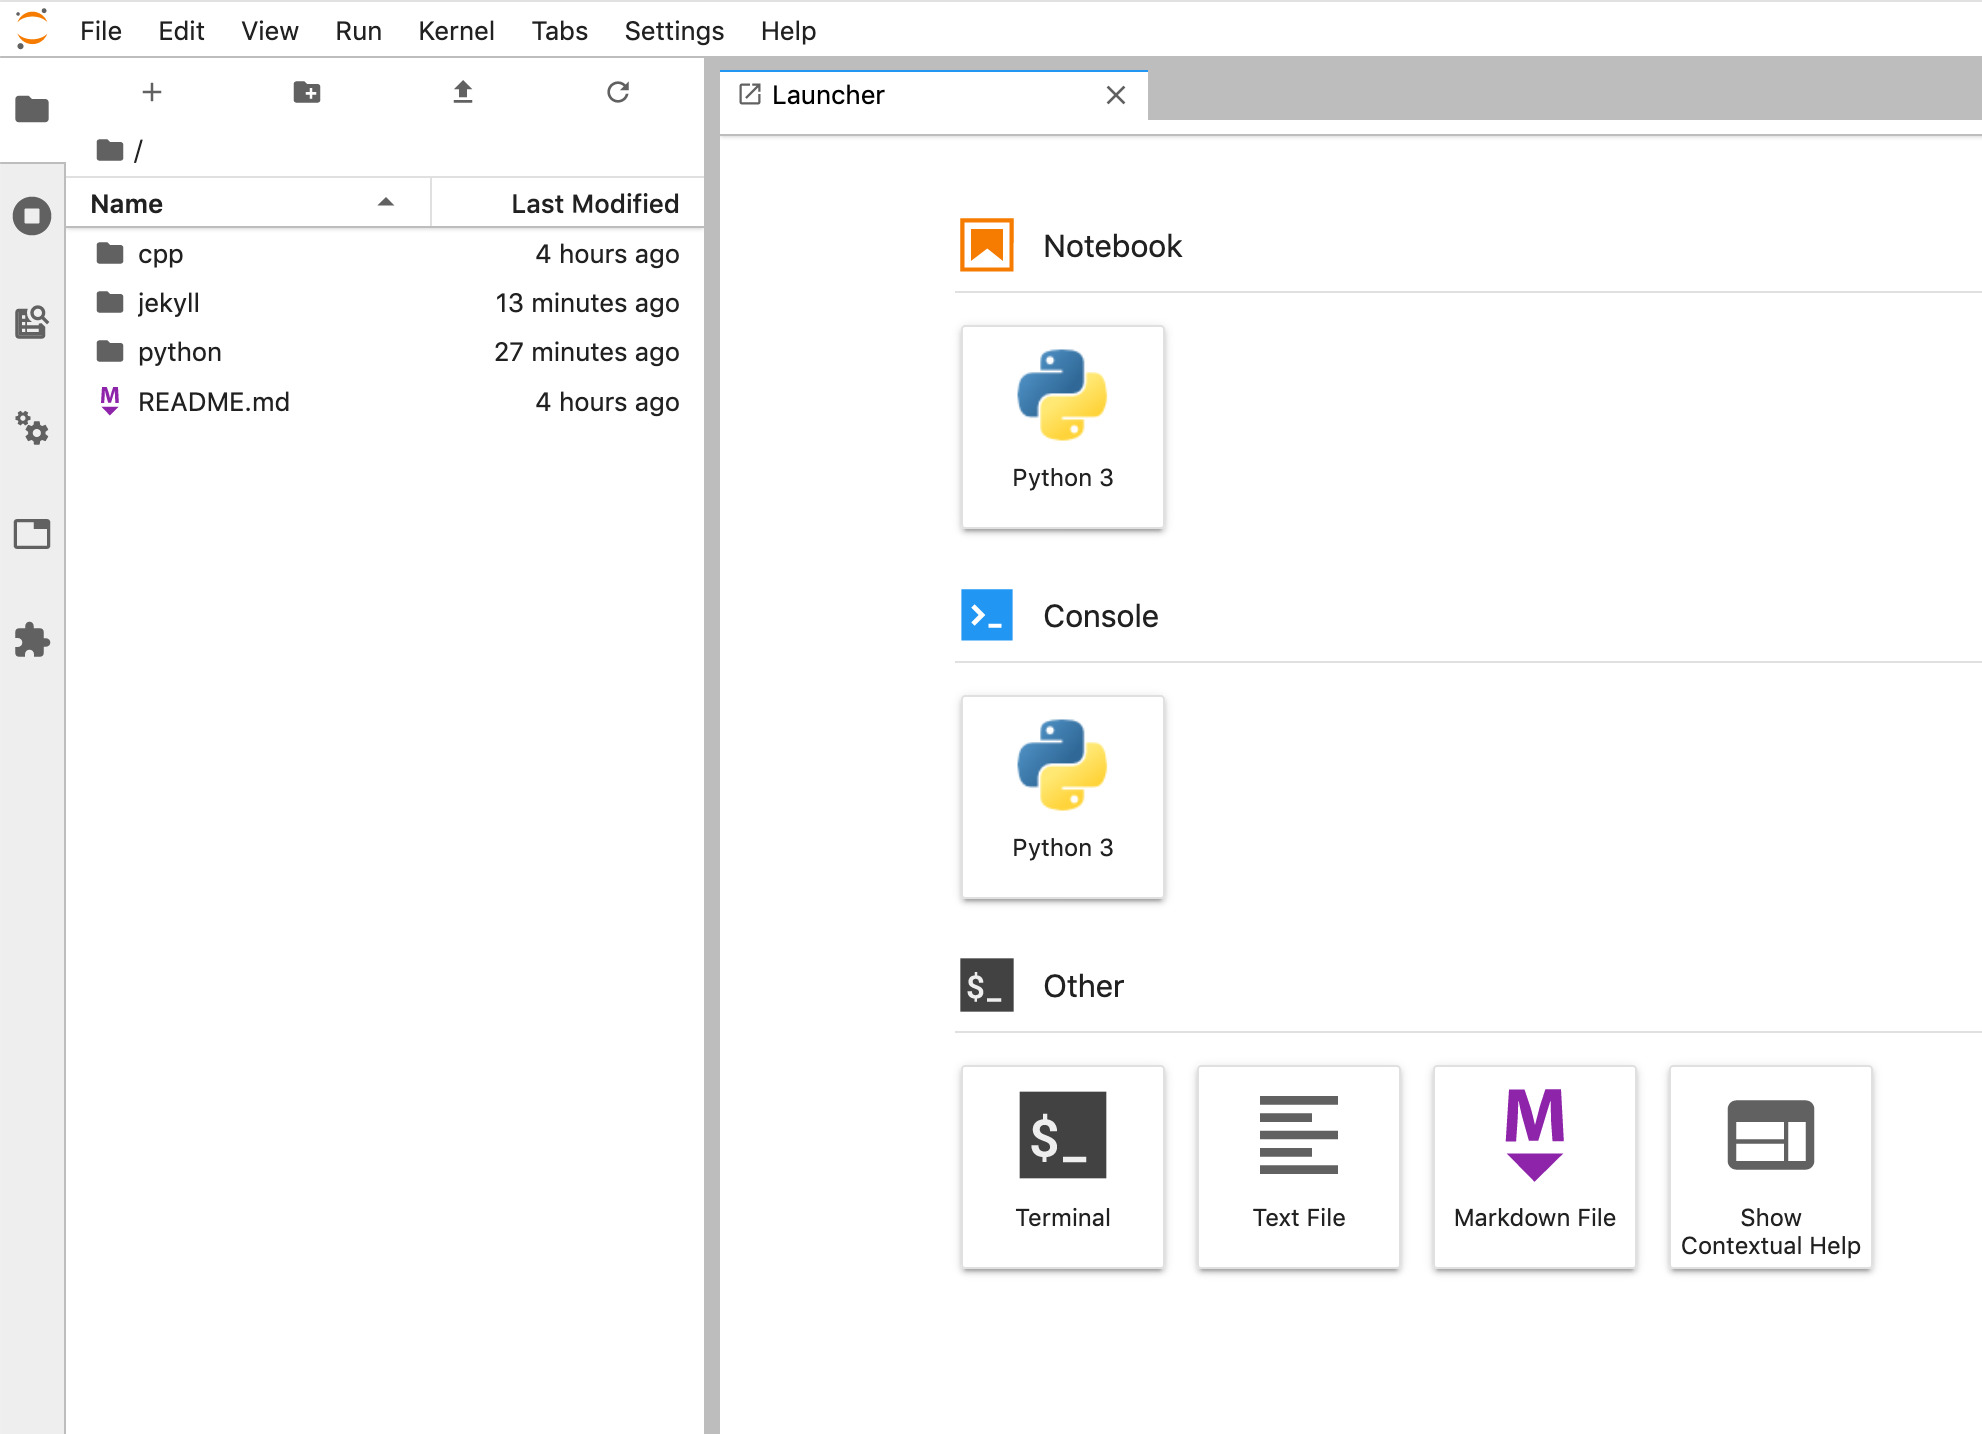 File Edit View Run Kernel Tabs Settings Help
Launcher
/
Name Last Modified
cpp 4 hours ago
jekyll 13 minutes ago
python 27 minutes ago
M README.md 4 hours ago
Notebook
Python 3
>_ Console
Python 3
$_ Other
$_
Terminal
Text File
M
Markdown File
Show
Contextual Help